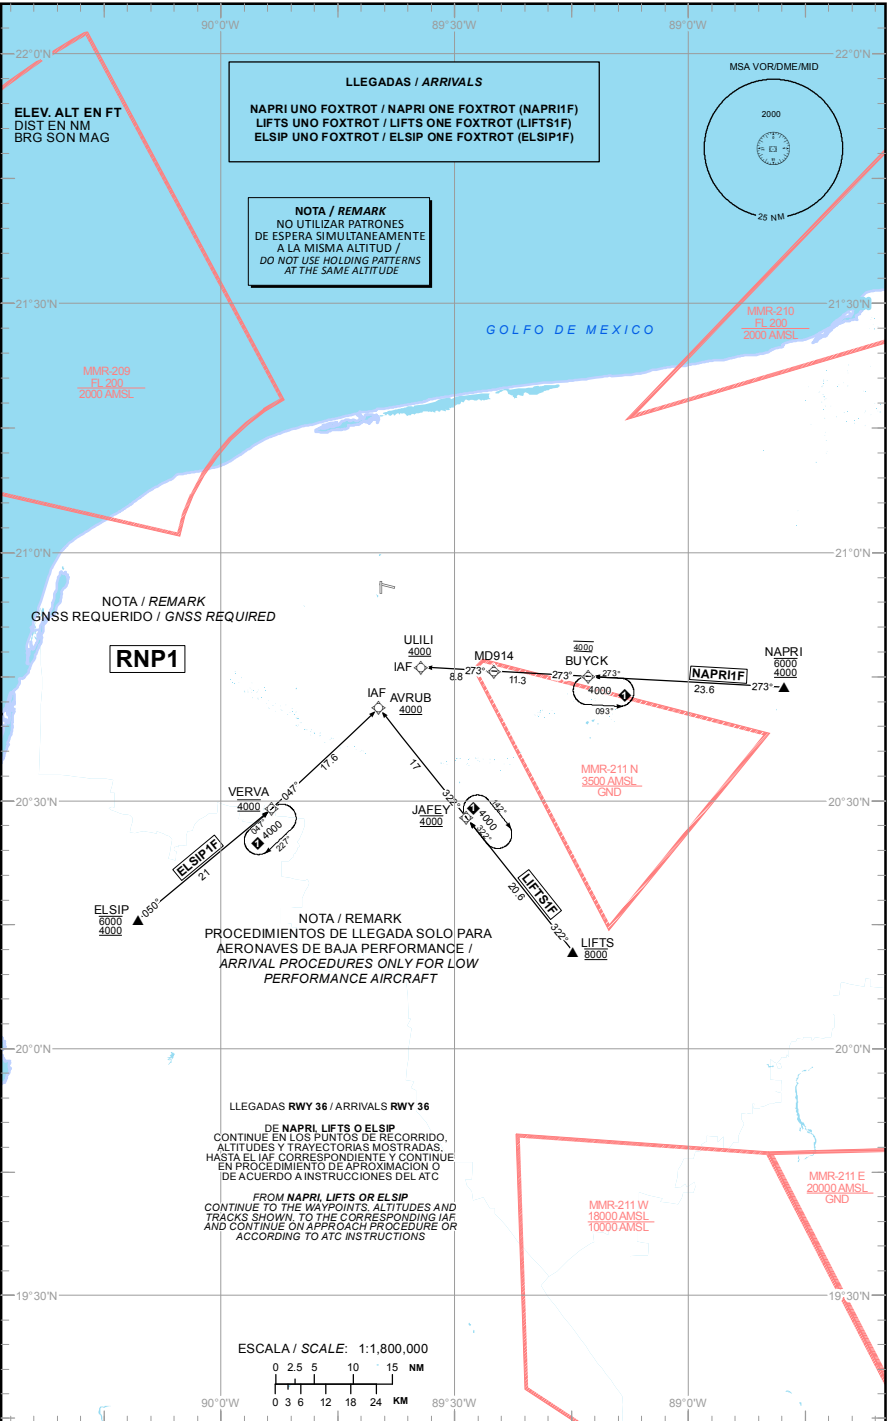 90°0'W
89°30'W
89°0'W
22°0'N
22°0'N
LLEGADAS / ARRIVALS
NAPRI UNO FOXTROT / NAPRI ONE FOXTROT (NAPRI1F)
LIFTS UNO FOXTROT / LIFTS ONE FOXTROT (LIFTS1F)
ELSIP UNO FOXTROT / ELSIP ONE FOXTROT (ELSIP1F)
MSA VOR/DME/MID
2000
25 NM
ELEV. ALT EN FT
DIST EN NM
BRG SON MAG
NOTA / REMARK
NO UTILIZAR PATRONES
DE ESPERA SIMULTANEAMENTE
A LA MISMA ALTITUD /
DO NOT USE HOLDING PATTERNS
AT THE SAME ALTITUDE
21°30'N
21°30'N
GOLFO DE MEXICO
MMR-210
FL 200
2000 AMSL
MMR-209
FL 200
2000 AMSL
21°0'N
21°0'N
NOTA / REMARK
GNSS REQUERIDO / GNSS REQUIRED
RNP1
ULILI
4000
IAF
8.8
273°
MD914
11.3
273°
4000
BUYCK
273°
4000
1
093°
NAPRI1F
23.6
273°
NAPRI
6000
4000
IAF
AVRUB
4000
17.6
17
MMR-211 N
3500 AMSL
GND
20°30'N
20°30'N
VERVA
4000
047°
047°
4000
227°
JAFEY
4000
322°
142°
4000
322°
ELSIP1F
21
050°
ELSIP
6000
4000
LIFTS1F
20.6
322°
LIFTS
8000
NOTA / REMARK
PROCEDIMIENTOS DE LLEGADA SOLO PARA
AERONAVES DE BAJA PERFORMANCE /
ARRIVAL PROCEDURES ONLY FOR LOW
PERFORMANCE AIRCRAFT
20°0'N
20°0'N
LLEGADAS RWY 36 / ARRIVALS RWY 36
DE NAPRI, LIFTS O ELSIP
CONTINUE EN LOS PUNTOS DE RECORRIDO,
ALTITUDES Y TRAYECTORIAS MOSTRADAS,
HASTA EL IAF CORRESPONDIENTE Y CONTINUE
EN PROCEDIMIENTO DE APROXIMACION O
DE ACUERDO A INSTRUCCIONES DEL ATC
FROM NAPRI, LIFTS OR ELSIP
CONTINUE TO THE WAYPOINTS, ALTITUDES AND
TRACKS SHOWN, TO THE CORRESPONDING IAF
AND CONTINUE ON APPROACH PROCEDURE OR
ACCORDING TO ATC INSTRUCTIONS
MMR-211 W
18000 AMSL
10000 AMSL
MMR-211 E
20000 AMSL
GND
19°30'N
19°30'N
ESCALA / SCALE: 1:1,800,000
0 2.5 5 10 15 NM
0 3 6 12 18 24 KM
90°0'W
89°30'W
89°0'W